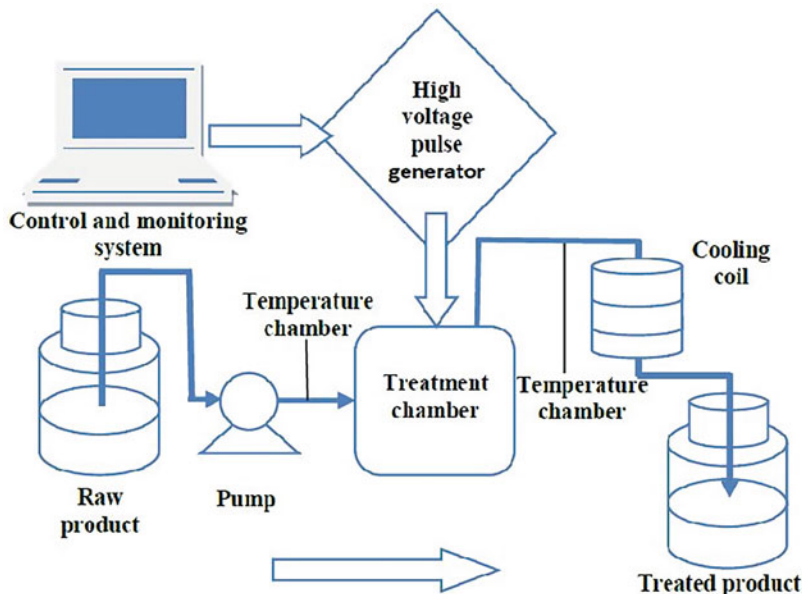 High
voltage
pulse
generator
Control and monitoring
system
Temperature
chamber
Cooling
coil
Treatment
chamber
Temperature
chamber
Raw
product
Pump
Treated product